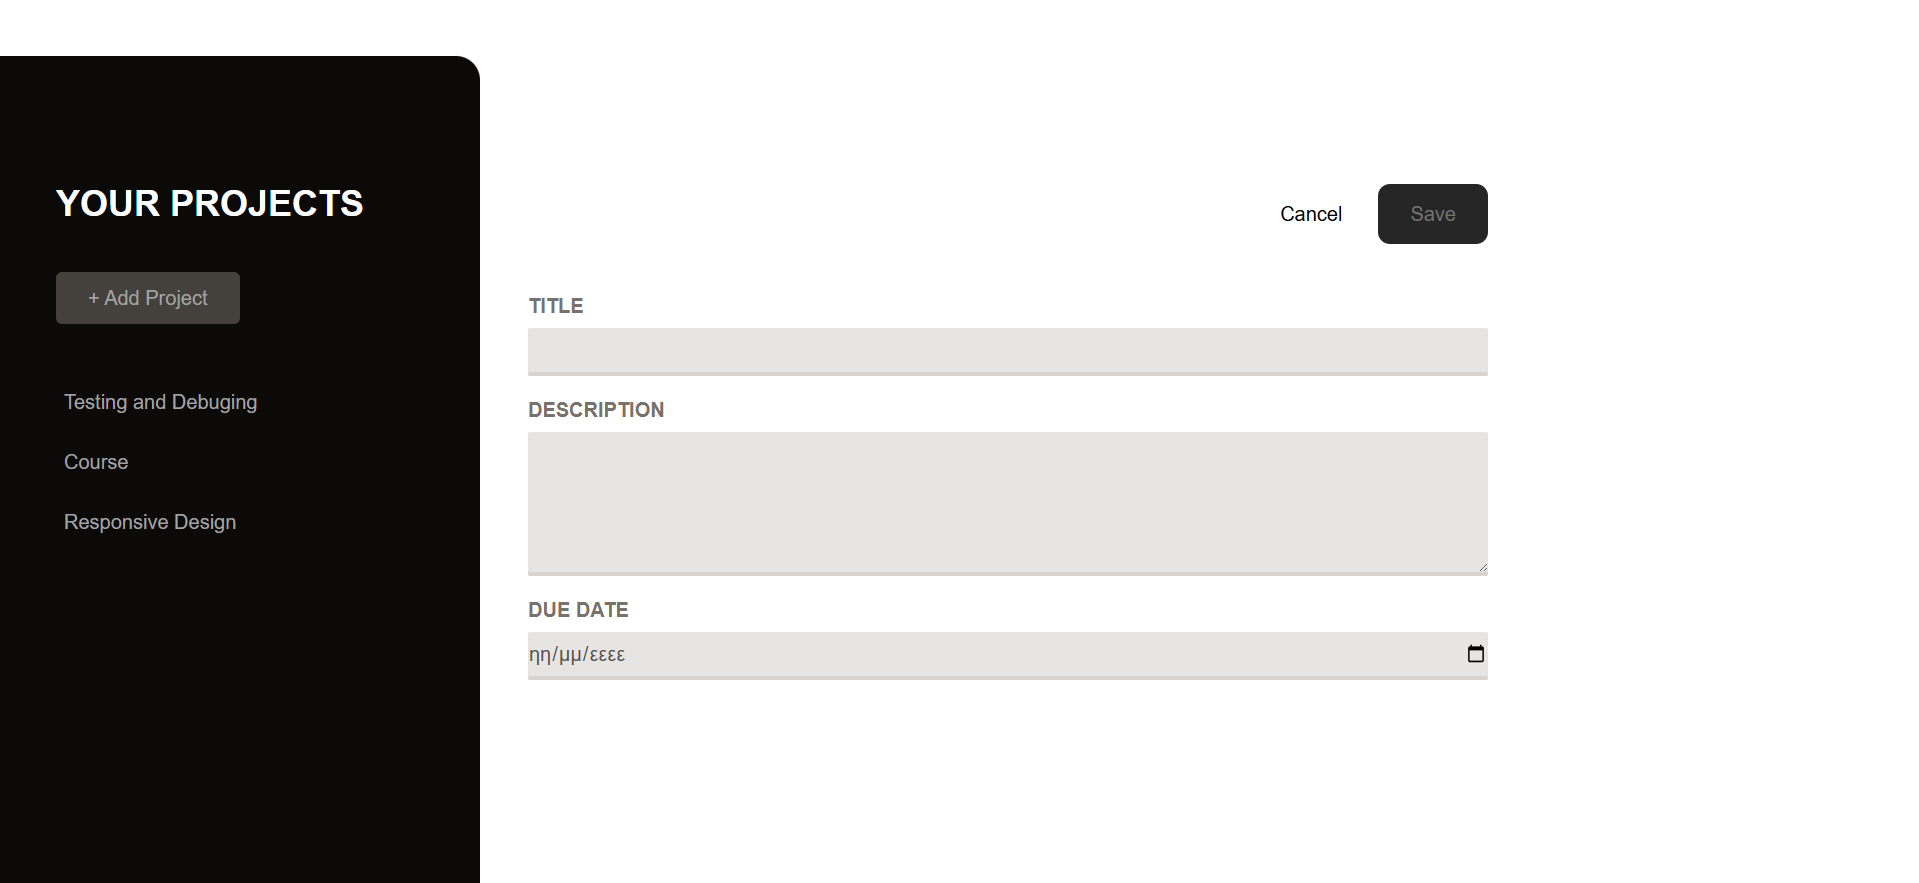 YOUR PROJECTS
+ Add Project
Testing and Debuging
Course
Responsive Design
Cancel
Save
TITLE
DESCRIPTION
DUE DATE
ηη/μμ/εεεε